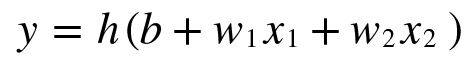 y = h(b + w₁x₁ + w₂x₂ )